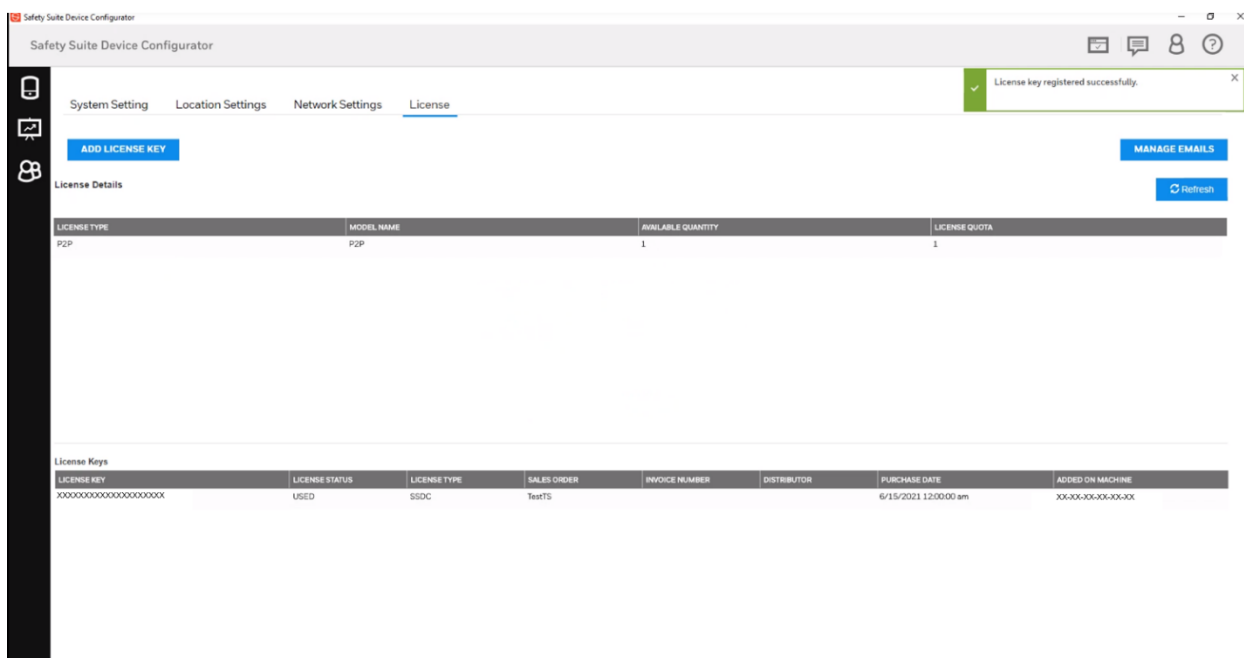 Safety Suite Device Configurator
Safety Suite Device Configurator
License key registered successfully.
System Setting Location Settings Network Settings License
ADD LICENSE KEY MANAGE EMAILS
License Details
Refresh
LICENSE TYPE MODEL NAME AVAILABLE QUANTITY LICENSE QUOTA
P2P P2P 1 1
License Keys
LICENSE KEY LICENSE STATUS LICENSE TYPE SALES ORDER INVOICE NUMBER DISTRIBUTOR PURCHASE DATE ADDED ON MACHINE
XXXXXXXXXXXXXXXXXXXX USED SSDC TestTS 6/15/2021 12:00:00 am XX-XX-XX-XX-XX-XX